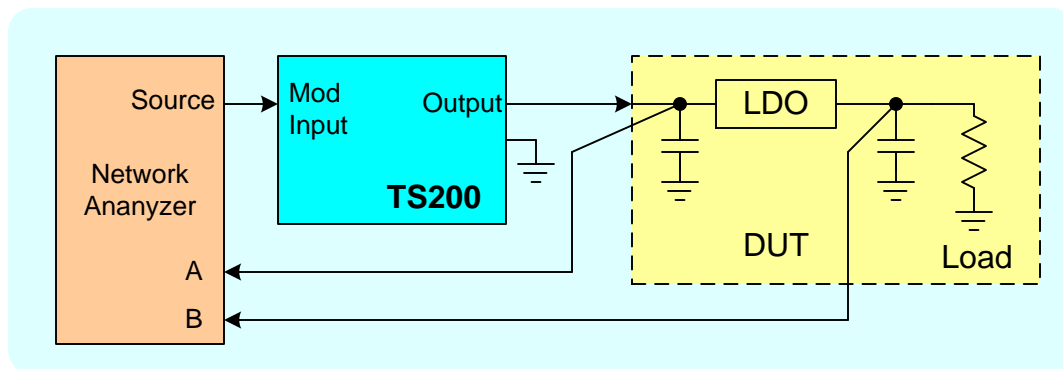 Source
Network
Ananyzer
A
B
Mod
Input
Output
TS200
LDO
DUT
Load